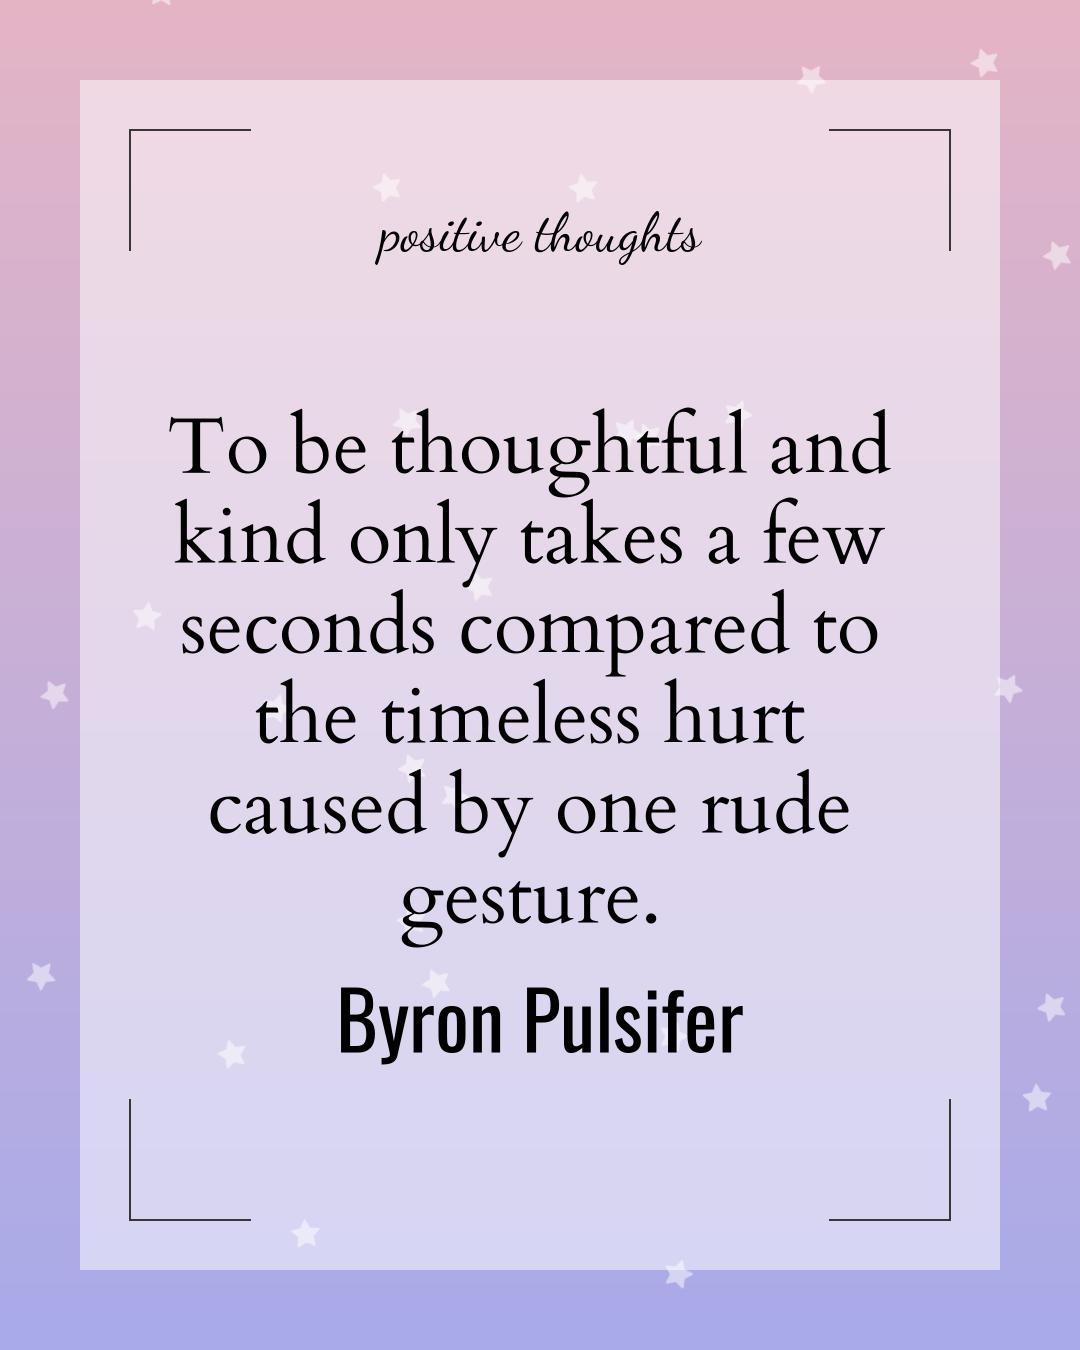 positive thoughts
To be thoughtful and
kind only takes a few
seconds compared to
the timeless hurt
caused by one rude
gesture.
Byron Pulsifer